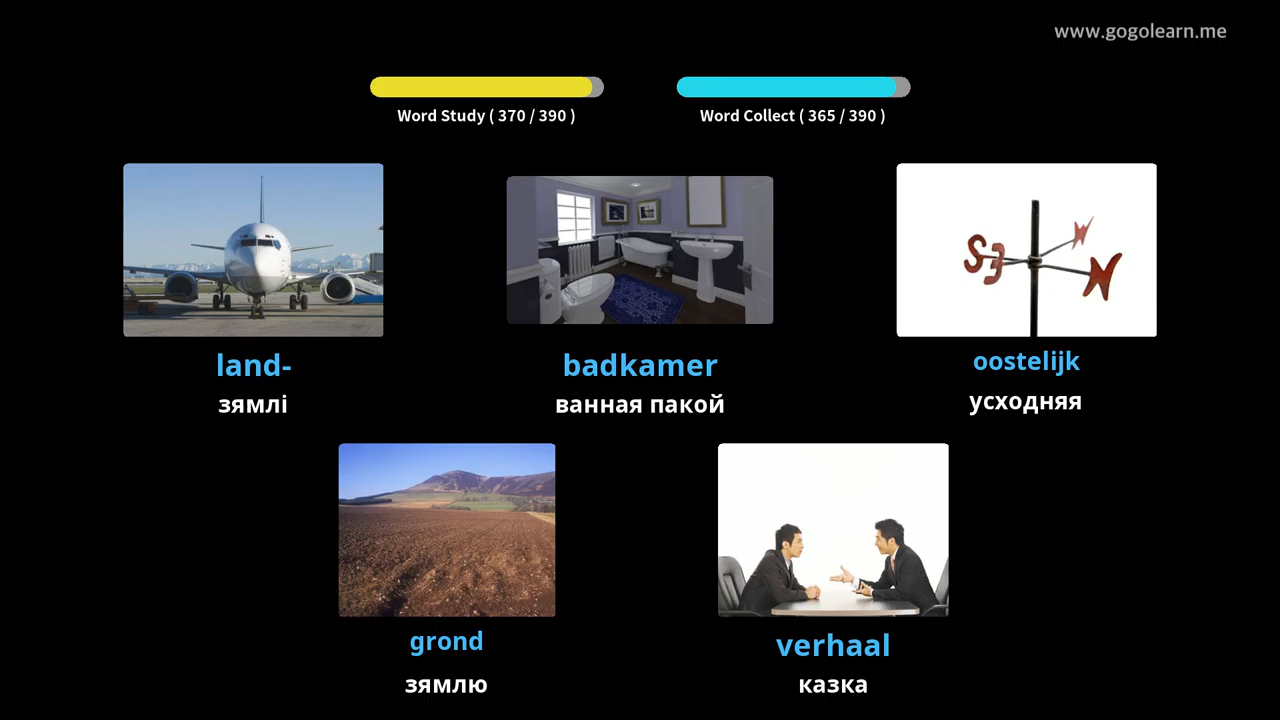 www.gogolearn.me
Word Study ( 370 / 390 )
Word Collect ( 365 / 390 )
land-
зямлі
badkamer
ванная пакой
oostelijk
усходняя
grond
зямлю
verhaal
казка